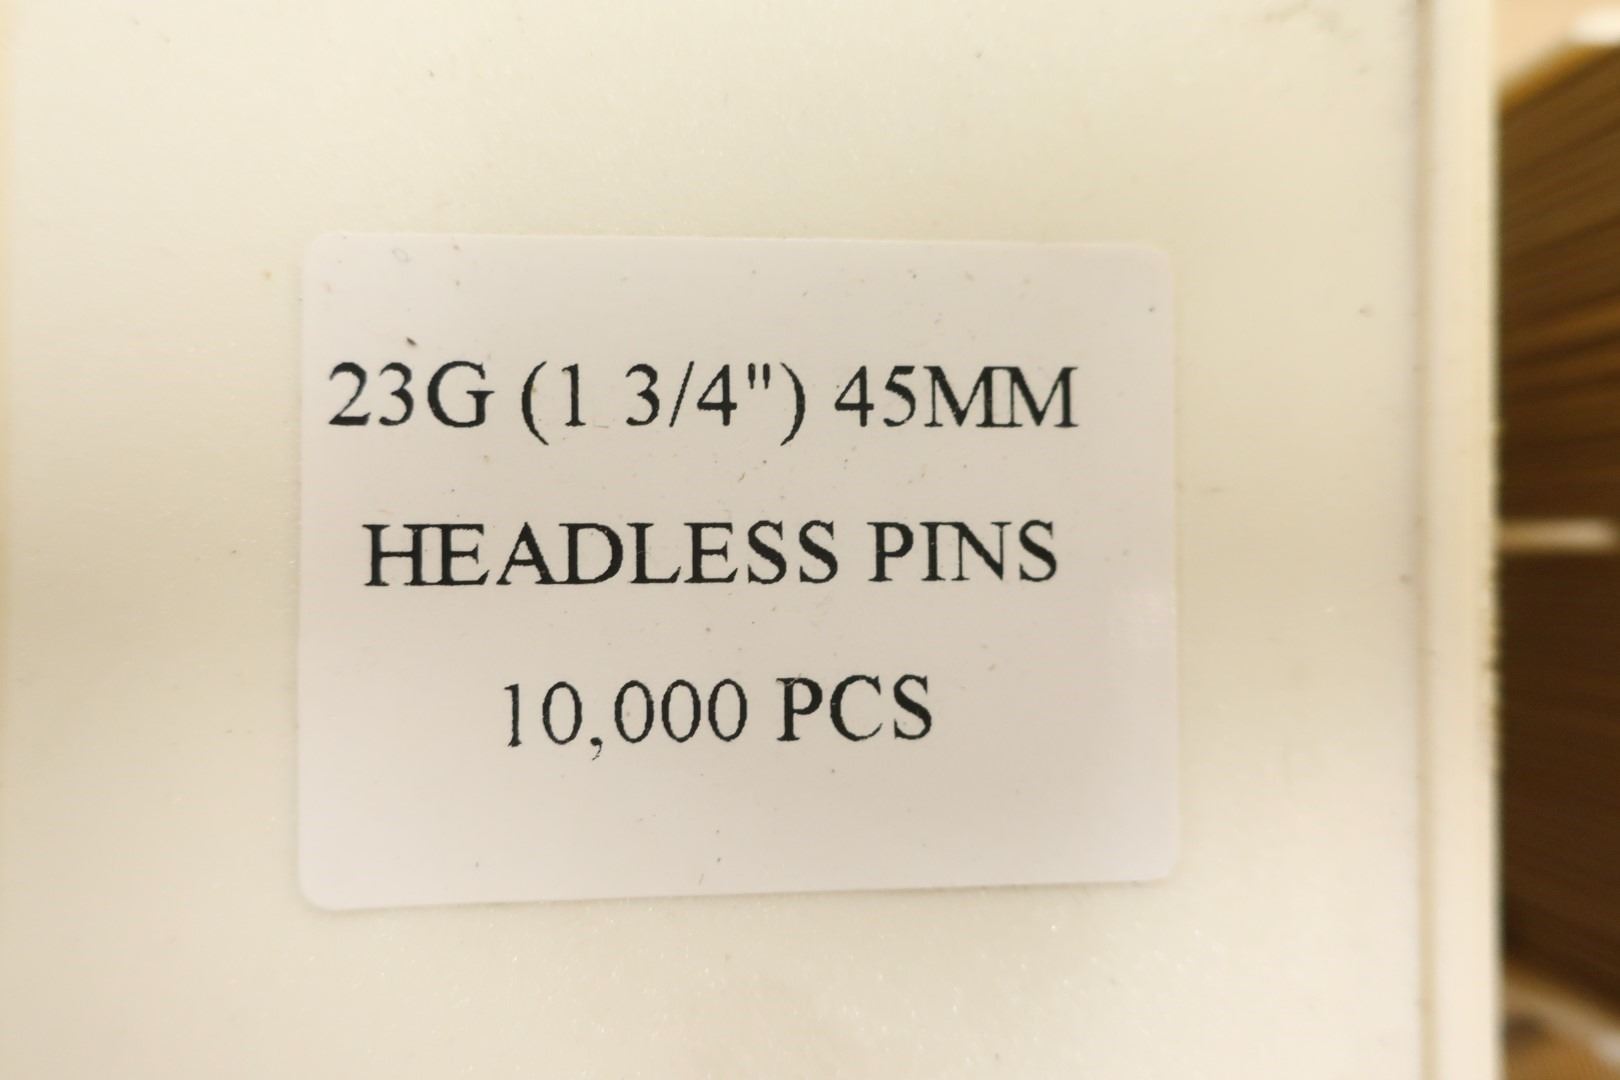 23G (1 3/4") 45MM
HEADLESS PINS
10,000 PCS